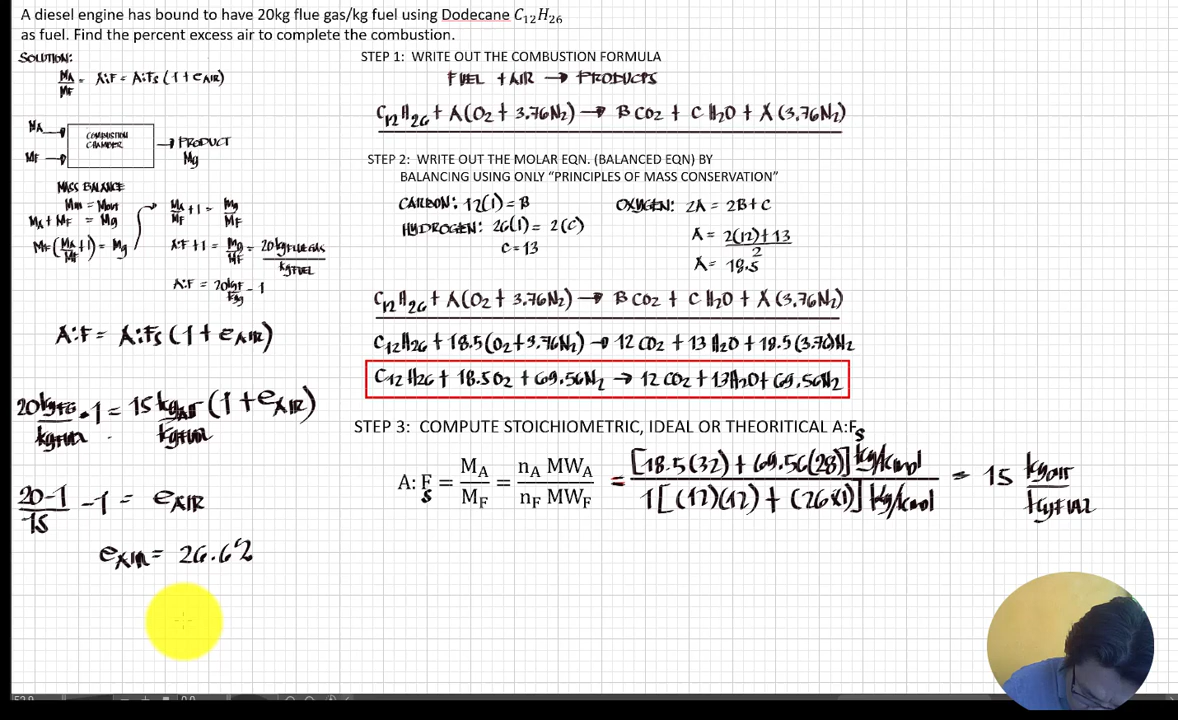 A diesel engine has bound to have 20kg flue gas/kg fuel using Dodecane C₁₂H₂₆
as fuel. Find the percent excess air to complete the combustion.
SOLUTION:
MA/MF = A:F = A:Fs (1 + eAIR)
MA
MF
COMBUSTION
CHAMBER
PRODUCT
Mg
MASS BALANCE
Min = Mout
MA + MF = Mg
MF(MA/MF + 1) = Mg
MA/MF + 1 = Mg/MF
A:F + 1 = Mg/MF = 20 kg FLUE GAS/kg FUEL
A:F = 20 -1
A:F = A:Fs (1 + eAIR)
-1 = 15 (1 + eAIR)
20-1/15 -1 = eAIR
eAIR = 26.6%
STEP 1: WRITE OUT THE COMBUSTION FORMULA
FUEL + AIR → PRODUCTS
C12H26 + A(O2 + 3.76N2) → B CO2 + C H2O + A (3.76N2)
STEP 2: WRITE OUT THE MOLAR EQN. (BALANCED EQN) BY
BALANCING USING ONLY “PRINCIPLES OF MASS CONSERVATION”
CARBON: 12(1) = B
HYDROGEN: 26(1) = 2(C)
C = 13
OXYGEN: 2A = 2B + C
A = 2(12)+13/2
A = 18.5
C12H26 + A(O2 + 3.76N2) → B CO2 + C H2O + A (3.76N2)
C12H26 + 18.5(O2+3.76N2) → 12 CO2 + 13 H2O + 18.5(3.76)N2
C12H26 + 18.5O2 + 69.56N2 → 12 CO2 + 13H2O + 69.56N2
STEP 3: COMPUTE STOICHIOMETRIC, IDEAL OR THEORITICAL A:Fs
A:Fs = MA/MF = nA MWA/nF MWF = [18.5(32) + 69.56(28)] kg/kmol / 1[(12)(12) + (26)(1)] kg/kmol = 15 kg air/kg fuel